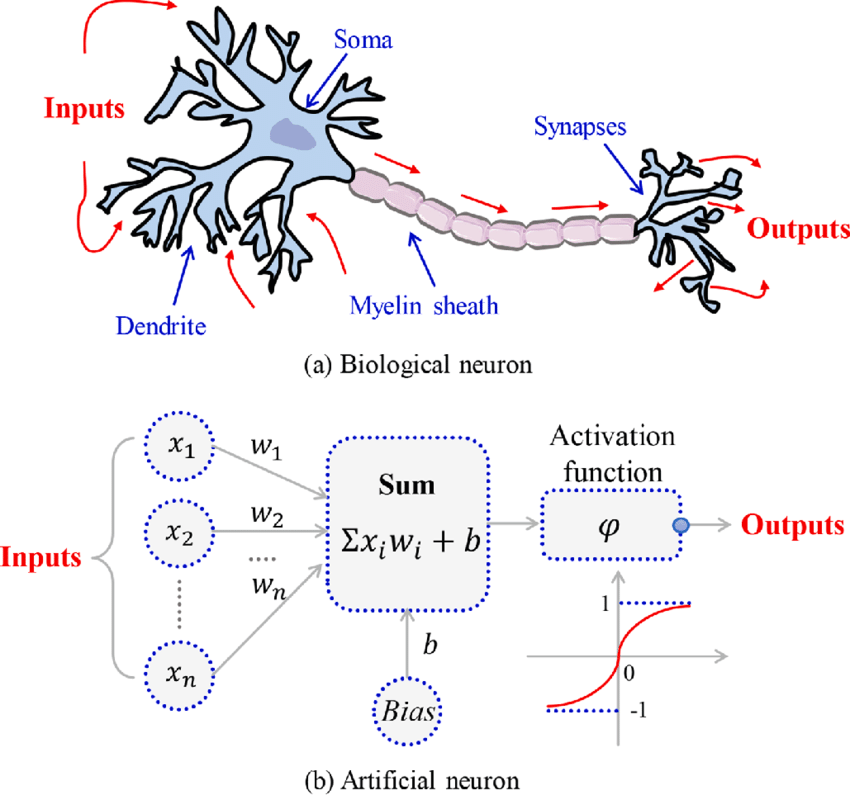 Soma
Inputs
Synapses
Outputs
Myelin sheath
Dendrite
(a) Biological neuron
x₁
w₁
Activation
function
Sum
x₂
w₂
Σxᵢwᵢ + b
φ
Outputs
Inputs
....
wₙ
1
xₙ
b
0
Bias
-1
(b) Artificial neuron